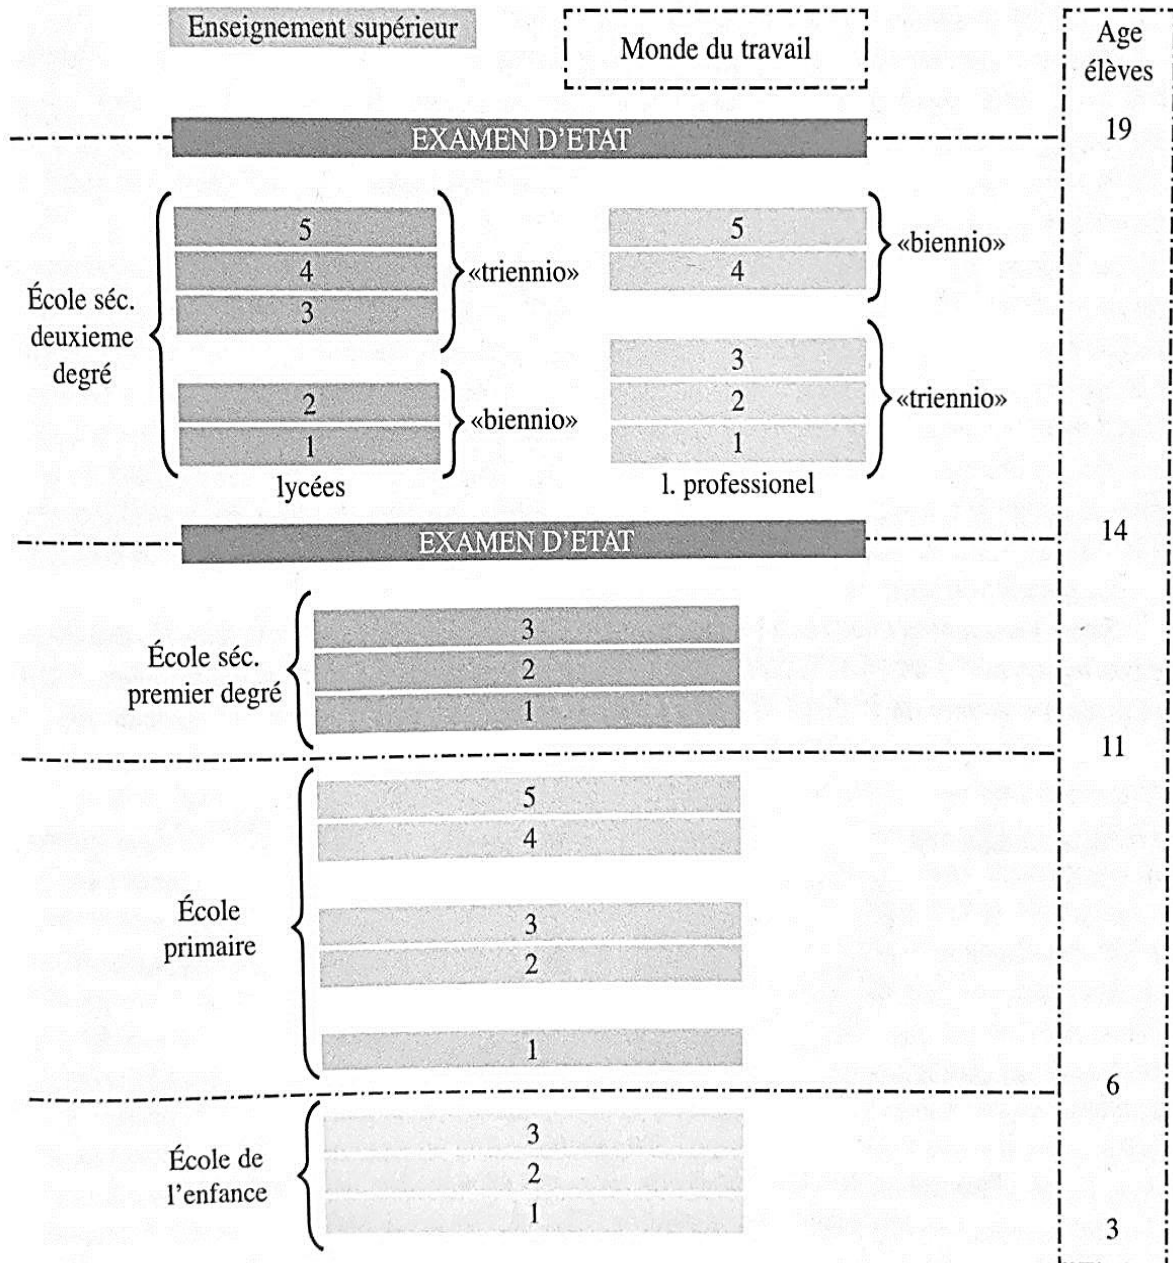 Enseignement supérieur
Monde du travail
Age
élèves
EXAMEN D'ETAT
19
5
4
3
«triennio»
5
4
«biennio»
École séc.
deuxieme
degré
2
1
«biennio»
3
2
1
«triennio»
lycées
l. professionel
EXAMEN D'ETAT
14
École séc.
premier degré
3
2
1
11
École
primaire
5
4
3
2
1
6
École de
l'enfance
3
2
1
3